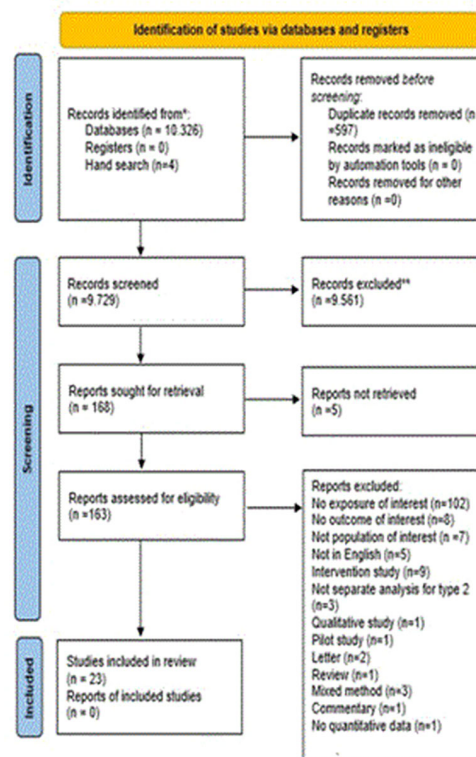 Identification of studies via databases and registers
Identification
Records identified from*:
Databases (n = 10.326)
Registers (n = 0)
Hand search (n=4)
Records removed before
screening:
Duplicate records removed (n
=597)
Records marked as ineligible
by automation tools (n = 0)
Records removed for other
reasons (n =0)
Screening
Records screened
(n =9.729)
Records excluded**
(n =9.561)
Reports sought for retrieval
(n = 168)
Reports not retrieved
(n =5)
Reports assessed for eligibility
(n =163)
Reports excluded:
No exposure of interest (n=102)
No outcome of interest (n=8)
Not population of interest (n =7)
Not in English (n=5)
Intervention study (n=9)
Not separate analysis for type 2
(n=3)
Qualitative study (n=1)
Pilot study (n=1)
Letter (n=2)
Review (n=1)
Mixed method (n=3)
Commentary (n=1)
No quantitative data (n=1)
Included
Studies included in review
(n = 23)
Reports of included studies
(n = 0)